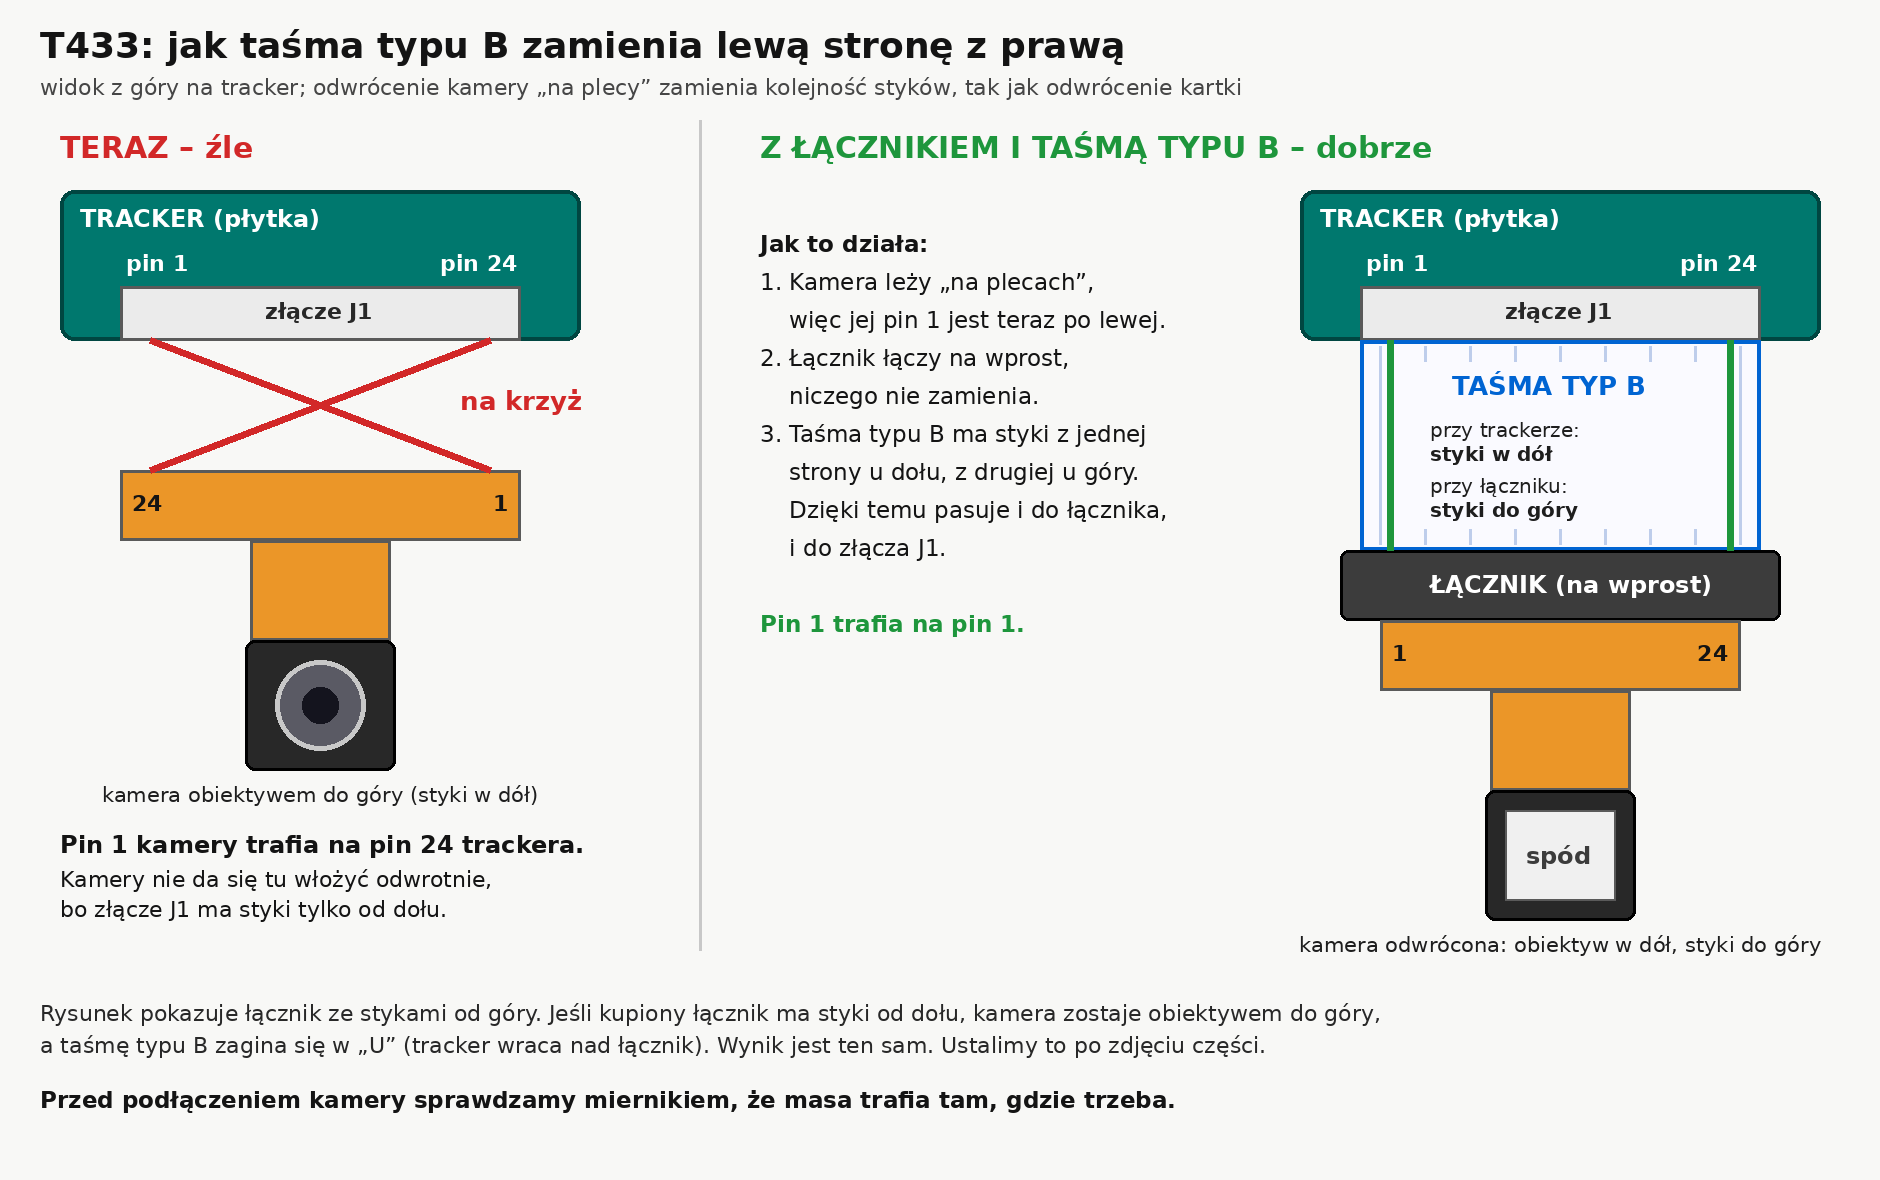 T433: jak taśma typu B zamienia lewą stronę z prawą
widok z góry na tracker; odwrócenie kamery „na plecy” zamienia kolejność styków, tak jak odwrócenie kartki
TERAZ – źle
TRACKER (płytka)
pin 1
pin 24
złącze J1
na krzyż
24
1
kamera obiektywem do góry (styki w dół)
Pin 1 kamery trafia na pin 24 trackera.
Kamery nie da się tu włożyć odwrotnie,
bo złącze J1 ma styki tylko od dołu.
Z ŁĄCZNIKIEM I TAŚMĄ TYPU B – dobrze
Jak to działa:
1. Kamera leży „na plecach”,
więc jej pin 1 jest teraz po lewej.
2. Łącznik łączy na wprost,
niczego nie zamienia.
3. Taśma typu B ma styki z jednej
strony u dołu, z drugiej u góry.
Dzięki temu pasuje i do łącznika,
i do złącza J1.
Pin 1 trafia na pin 1.
TRACKER (płytka)
pin 1
pin 24
złącze J1
TAŚMA TYP B
przy trackerze:
styki w dół
przy łączniku:
styki do góry
ŁĄCZNIK (na wprost)
1
24
spód
kamera odwrócona: obiektyw w dół, styki do góry
Rysunek pokazuje łącznik ze stykami od góry. Jeśli kupiony łącznik ma styki od dołu, kamera zostaje obiektywem do góry,
a taśmę typu B zagina się w „U” (tracker wraca nad łącznik). Wynik jest ten sam. Ustalimy to po zdjęciu części.
Przed podłączeniem kamery sprawdzamy miernikiem, że masa trafia tam, gdzie trzeba.